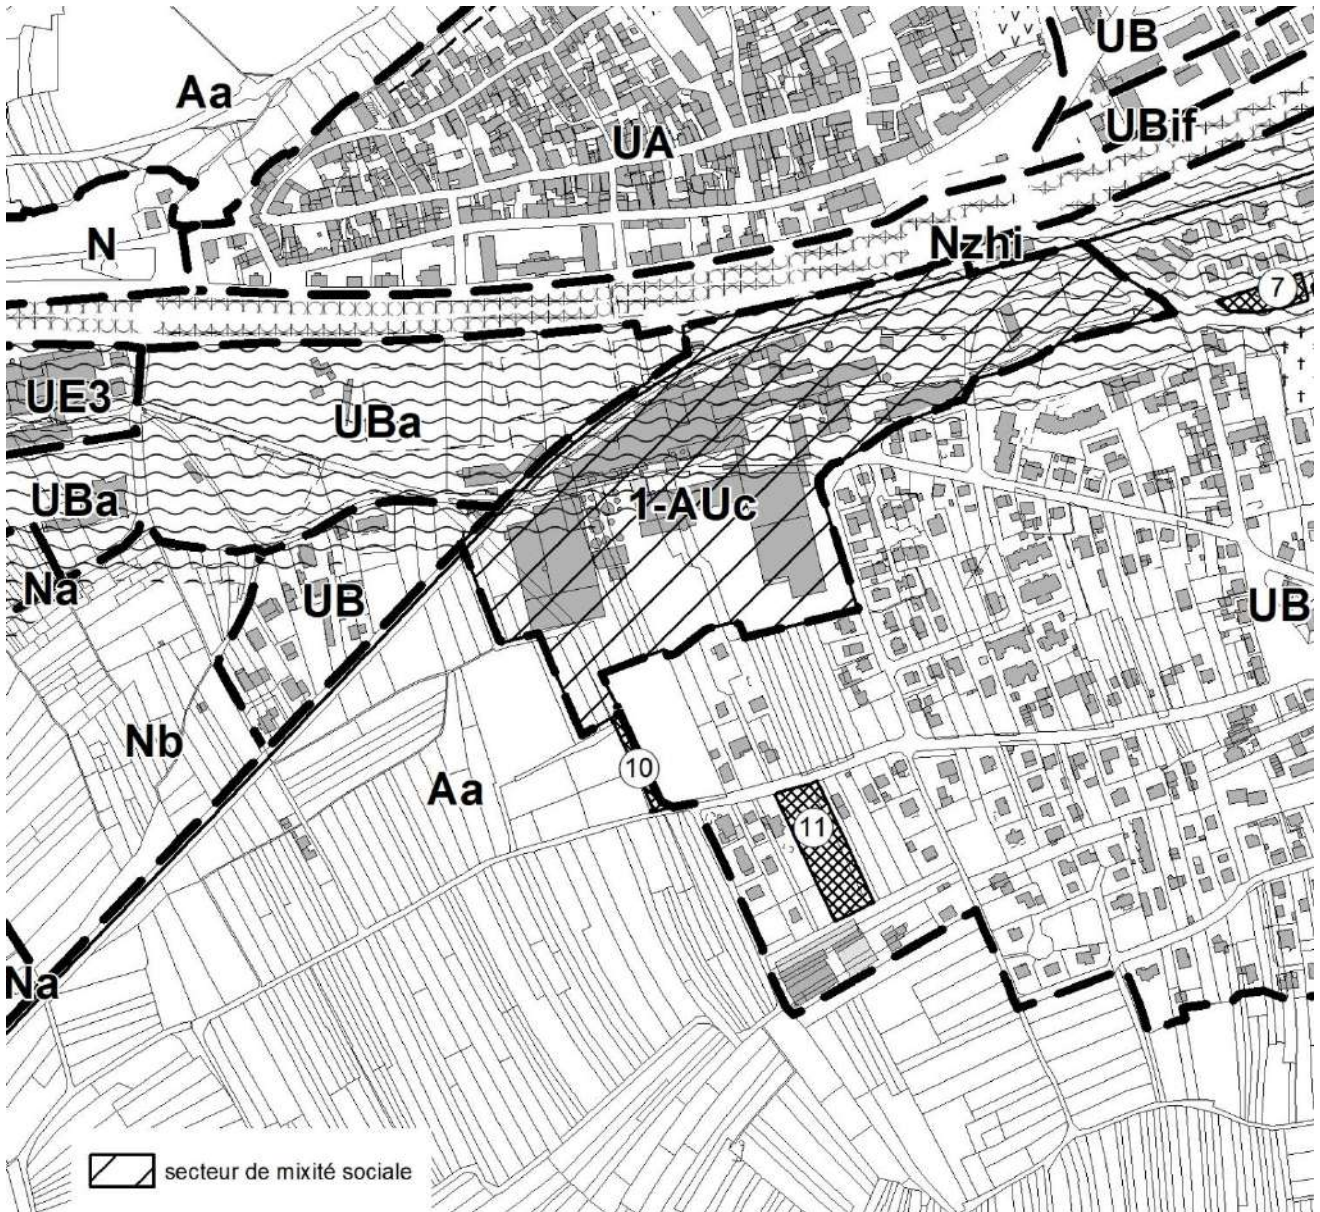 UB
Aa
UBif
UA
N
Nzhi
7
UE3
UBa
UBa
1-AUc
Na
UB
UB
Nb
10
Aa
11
Na
secteur de mixité sociale